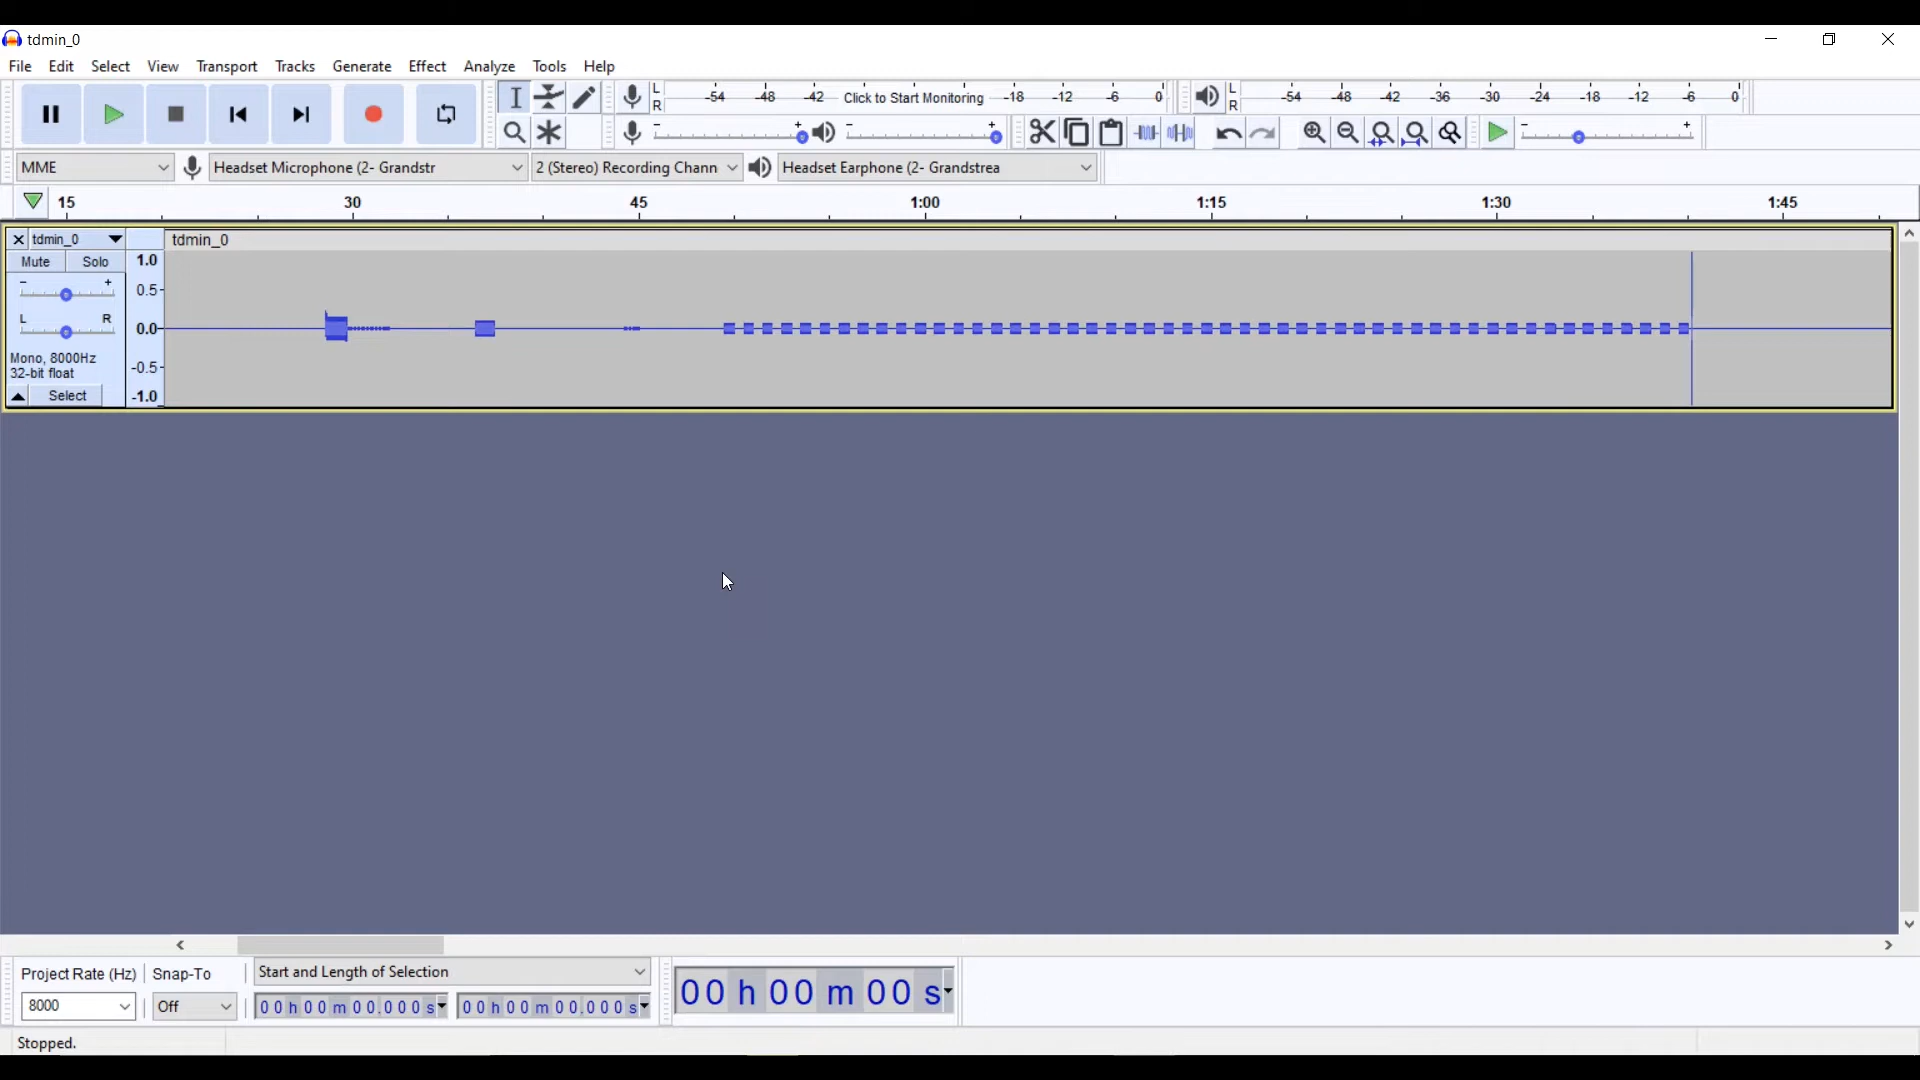 tdmin_0
File Edit Select View Transport Tracks Generate Effect Analyze Tools Help
L R -54 -48 -42 Click to Start Monitoring -18 -12 -6 0 L R -54 -48 -42 -36 -30 -24 -18 -12 -6 0
- + - + - +
MME Headset Microphone (2- Grandstr 2 (Stereo) Recording Chann Headset Earphone (2- Grandstrea
15 30 45 1:00 1:15 1:30 1:45
tdmin_0 tdmin_0
Mute Solo 1.0
- + 0.5-
L R 0.0-
Mono, 8000Hz -0.5-
32-bit float
Select -1.0
Project Rate (Hz) Snap-To Start and Length of Selection
8000 Off 00 h 00 m 00.000 s 00 h 00 m 00.000 s 00 h 00 m 00 s
Stopped.